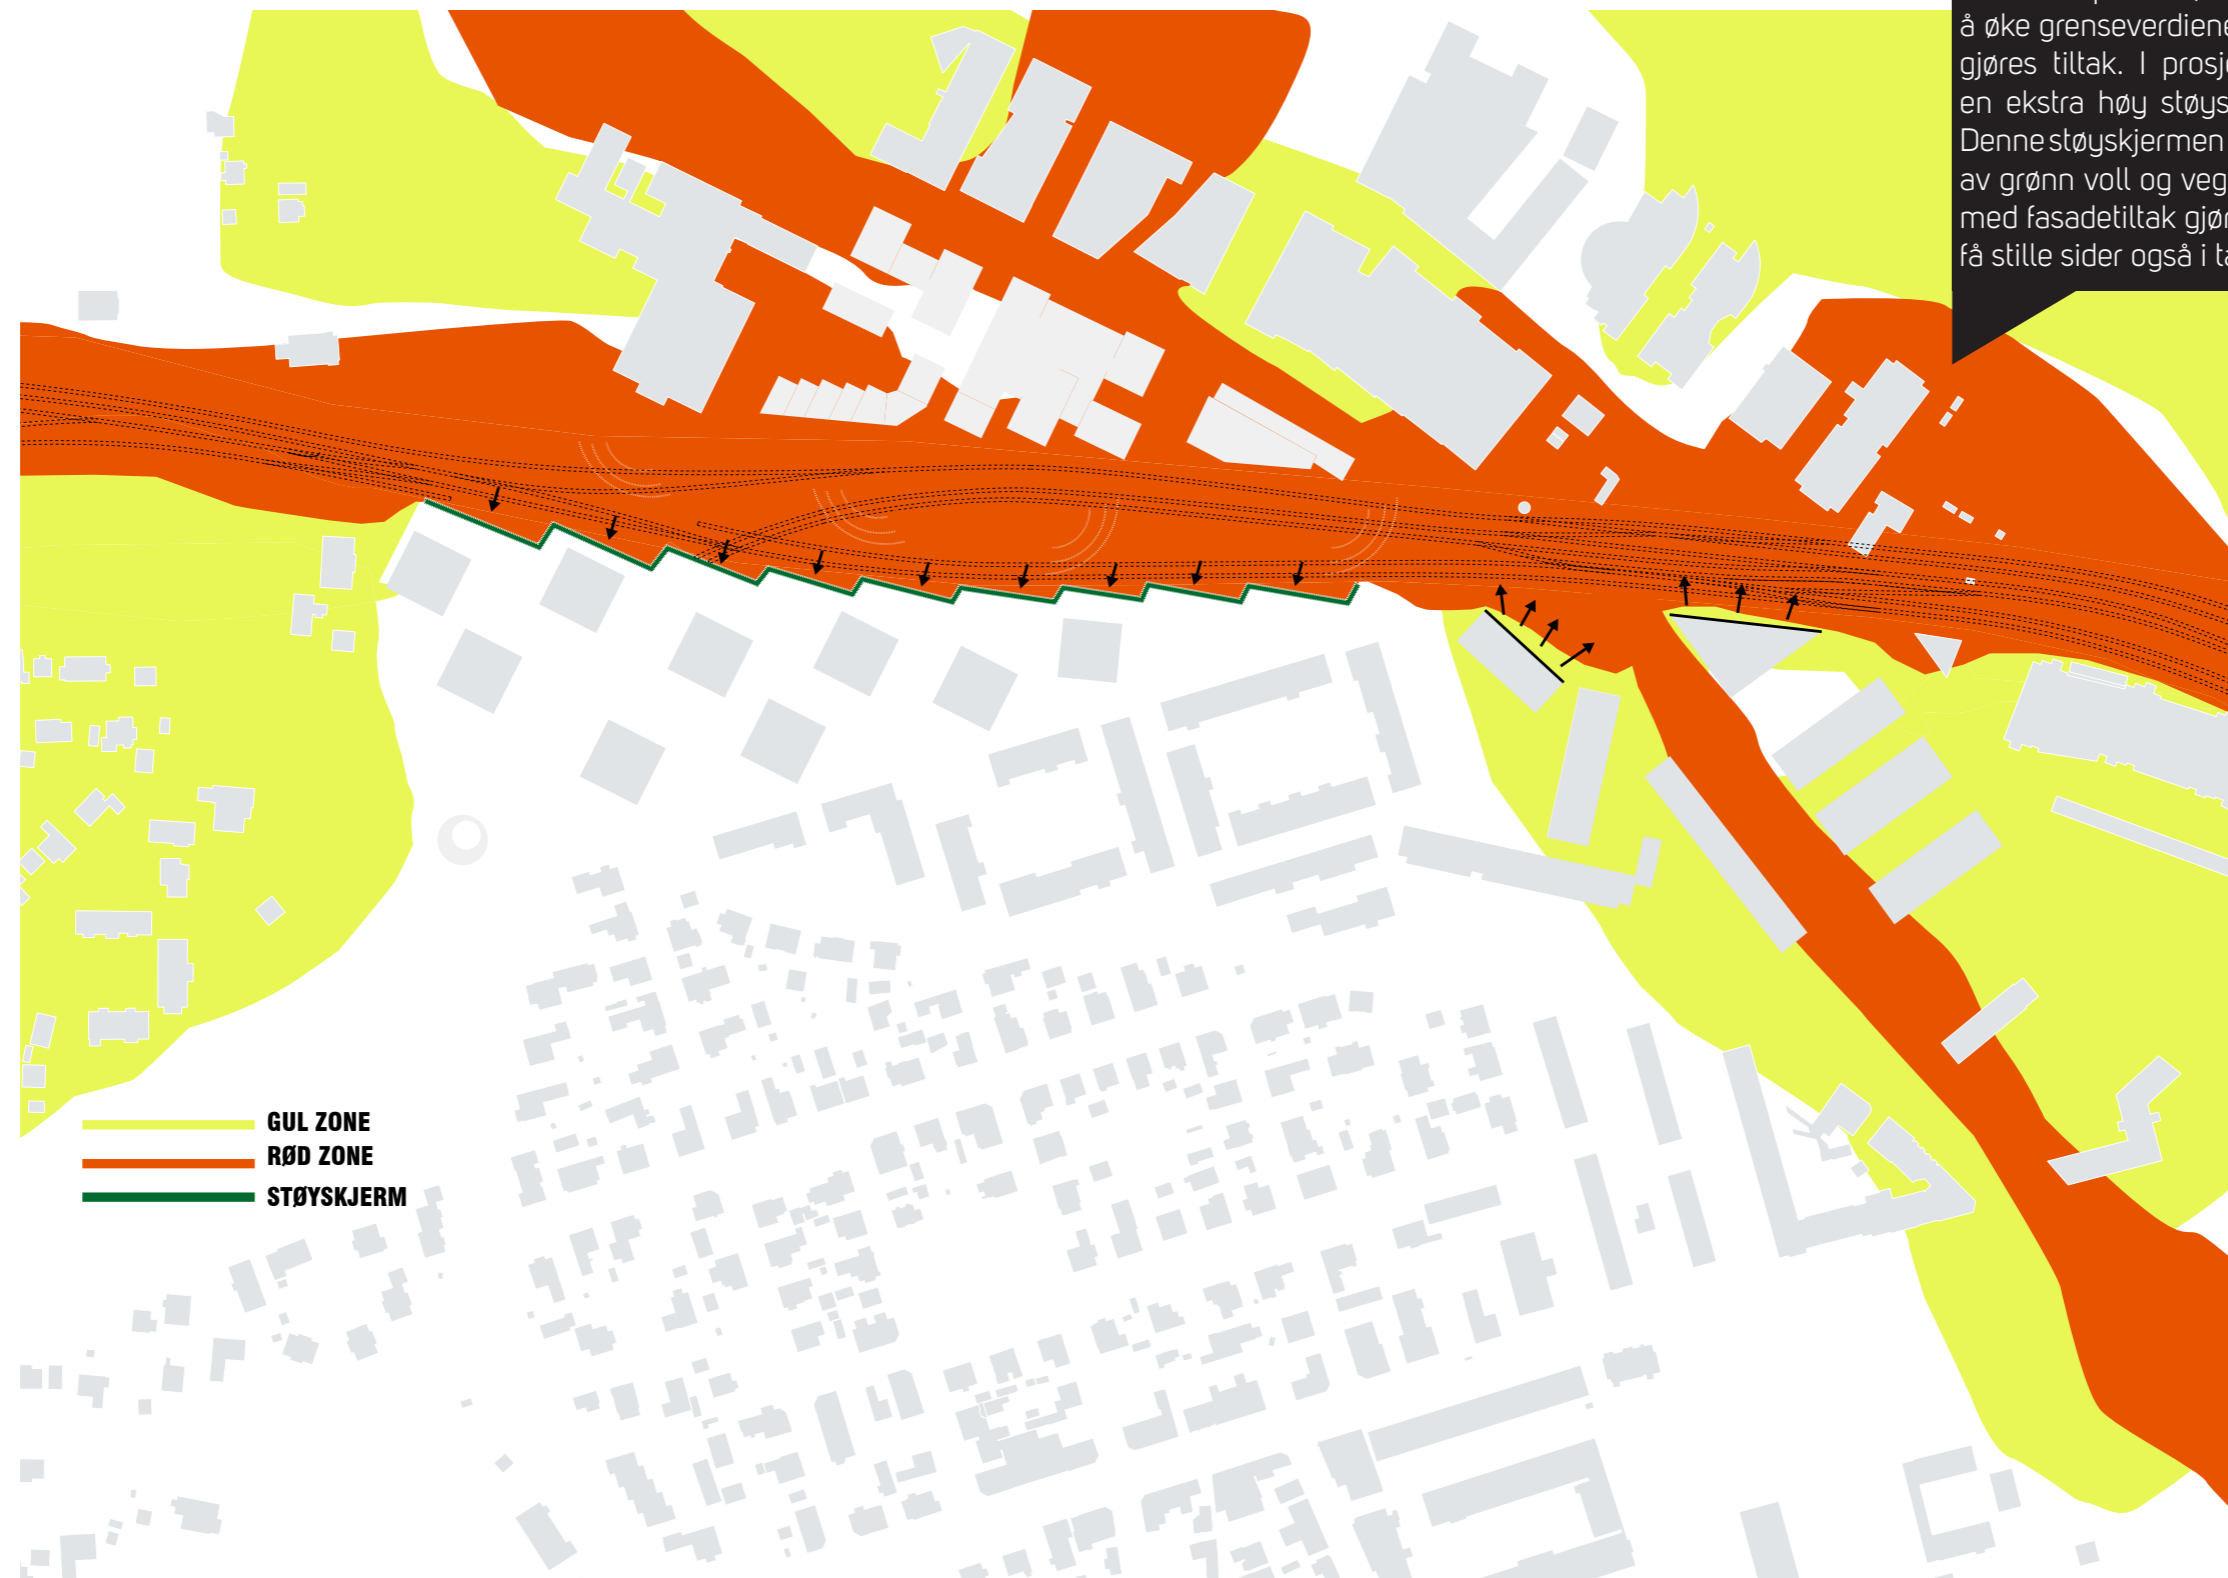 å øke grenseverdiene
gjøres tiltak. I prosj
en ekstra høy støys
Denne støyskjermen
av grønn voll og veg
med fasadetiltak gjør
få stille sider også i ta
GUL ZONE
RØD ZONE
STØYSKJERM